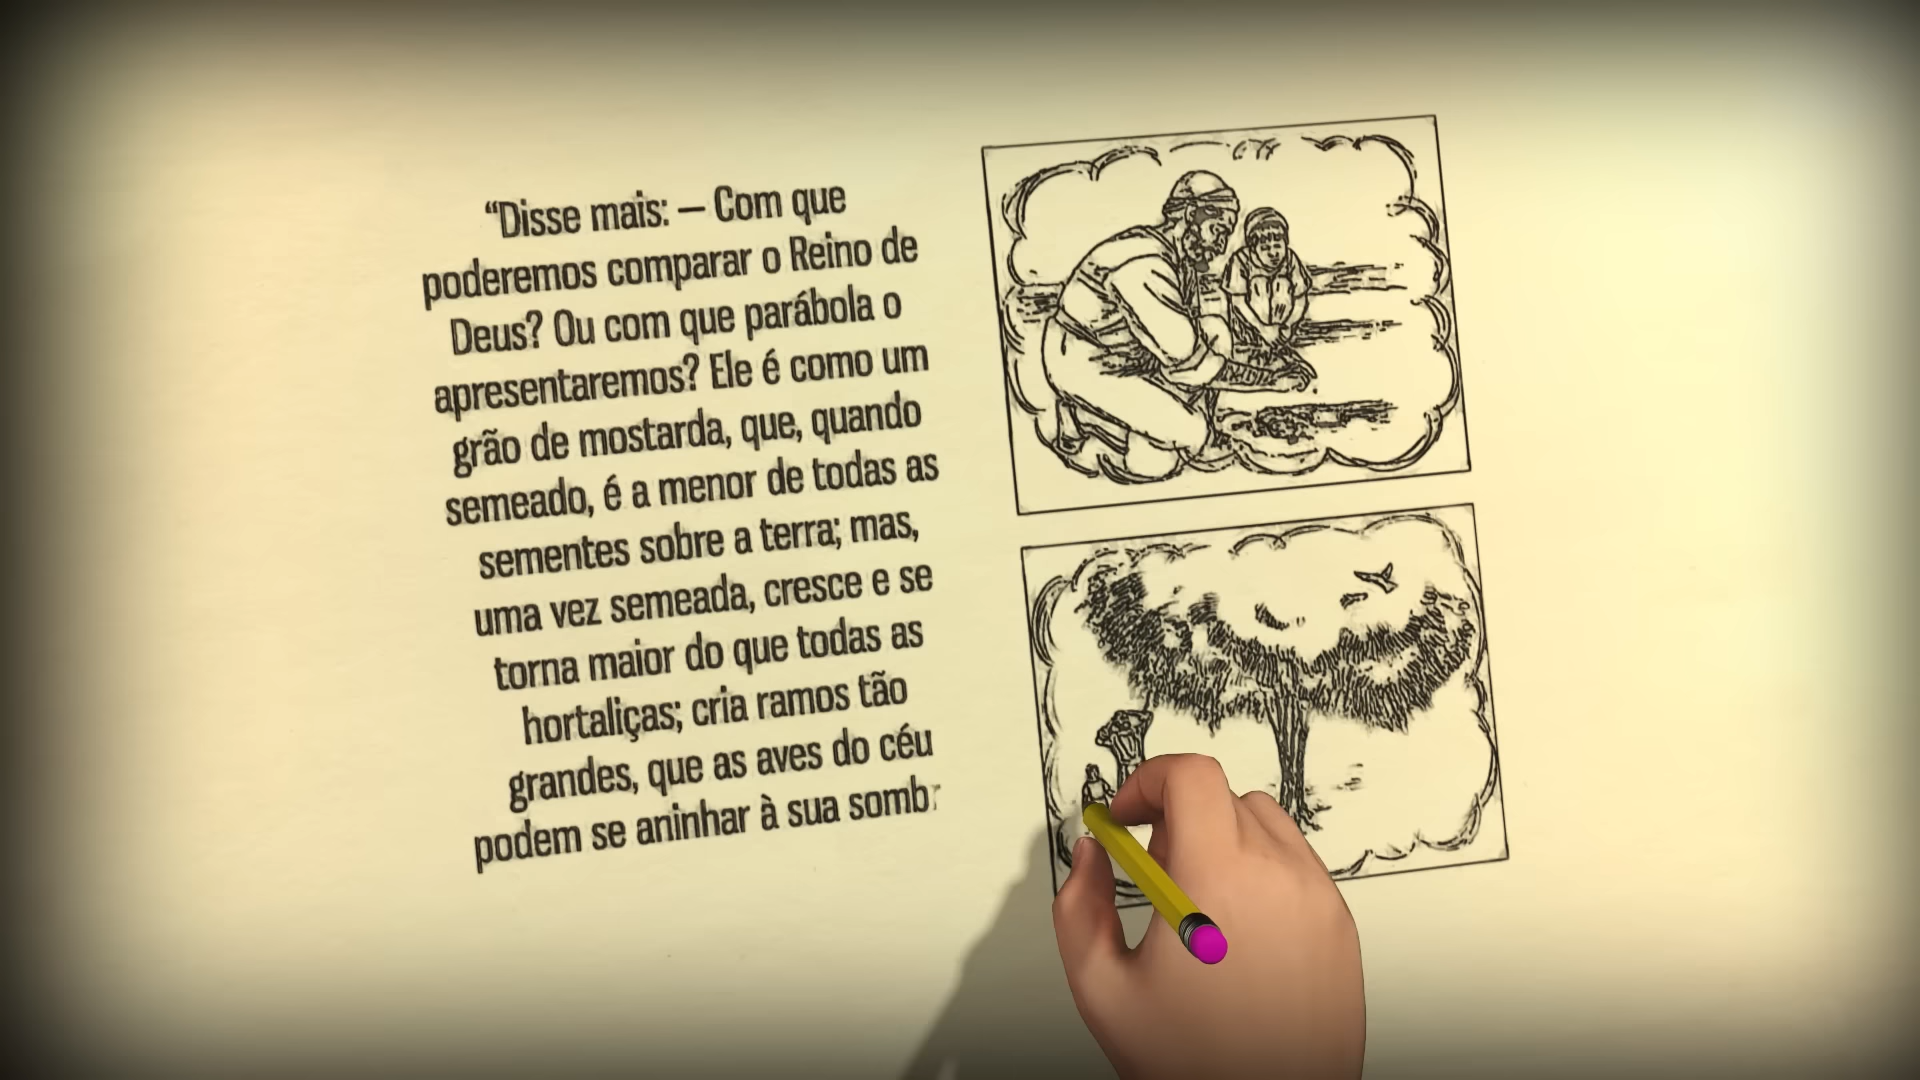 “Disse mais: — Com que
poderemos comparar o Reino de
Deus? Ou com que parábola o
apresentaremos? Ele é como um
grão de mostarda, que, quando
semeado, é a menor de todas as
sementes sobre a terra; mas,
uma vez semeada, cresce e se
torna maior do que todas as
hortaliças; cria ramos tão
grandes, que as aves do céu
podem se aninhar à sua somb